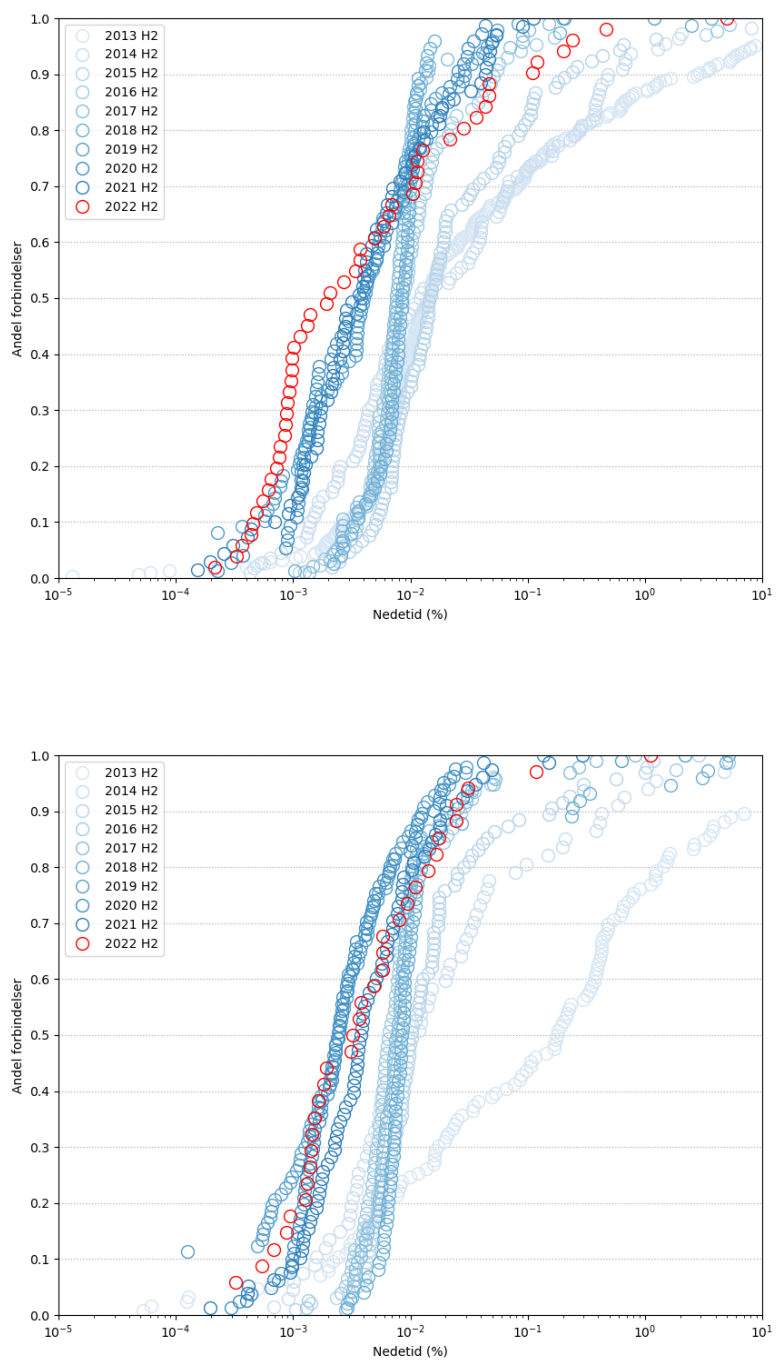 1.0
0.9
0.8
0.7
0.6
0.5
0.4
0.3
0.2
0.1
0.0
Andel forbindelser
2013 H2
2014 H2
2015 H2
2016 H2
2017 H2
2018 H2
2019 H2
2020 H2
2021 H2
2022 H2
10⁻⁵ 10⁻⁴ 10⁻³ 10⁻² 10⁻¹ 10⁰ 10¹
Nedetid (%)
1.0
0.9
0.8
0.7
0.6
0.5
0.4
0.3
0.2
0.1
0.0
Andel forbindelser
2013 H2
2014 H2
2015 H2
2016 H2
2017 H2
2018 H2
2019 H2
2020 H2
2021 H2
2022 H2
10⁻⁵ 10⁻⁴ 10⁻³ 10⁻² 10⁻¹ 10⁰ 10¹
Nedetid (%)